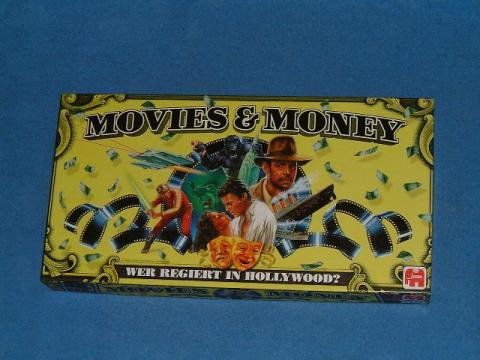 MOVIES & MONEY
WER REGIERT IN HOLLYWOOD?
MOVIES & MONEY